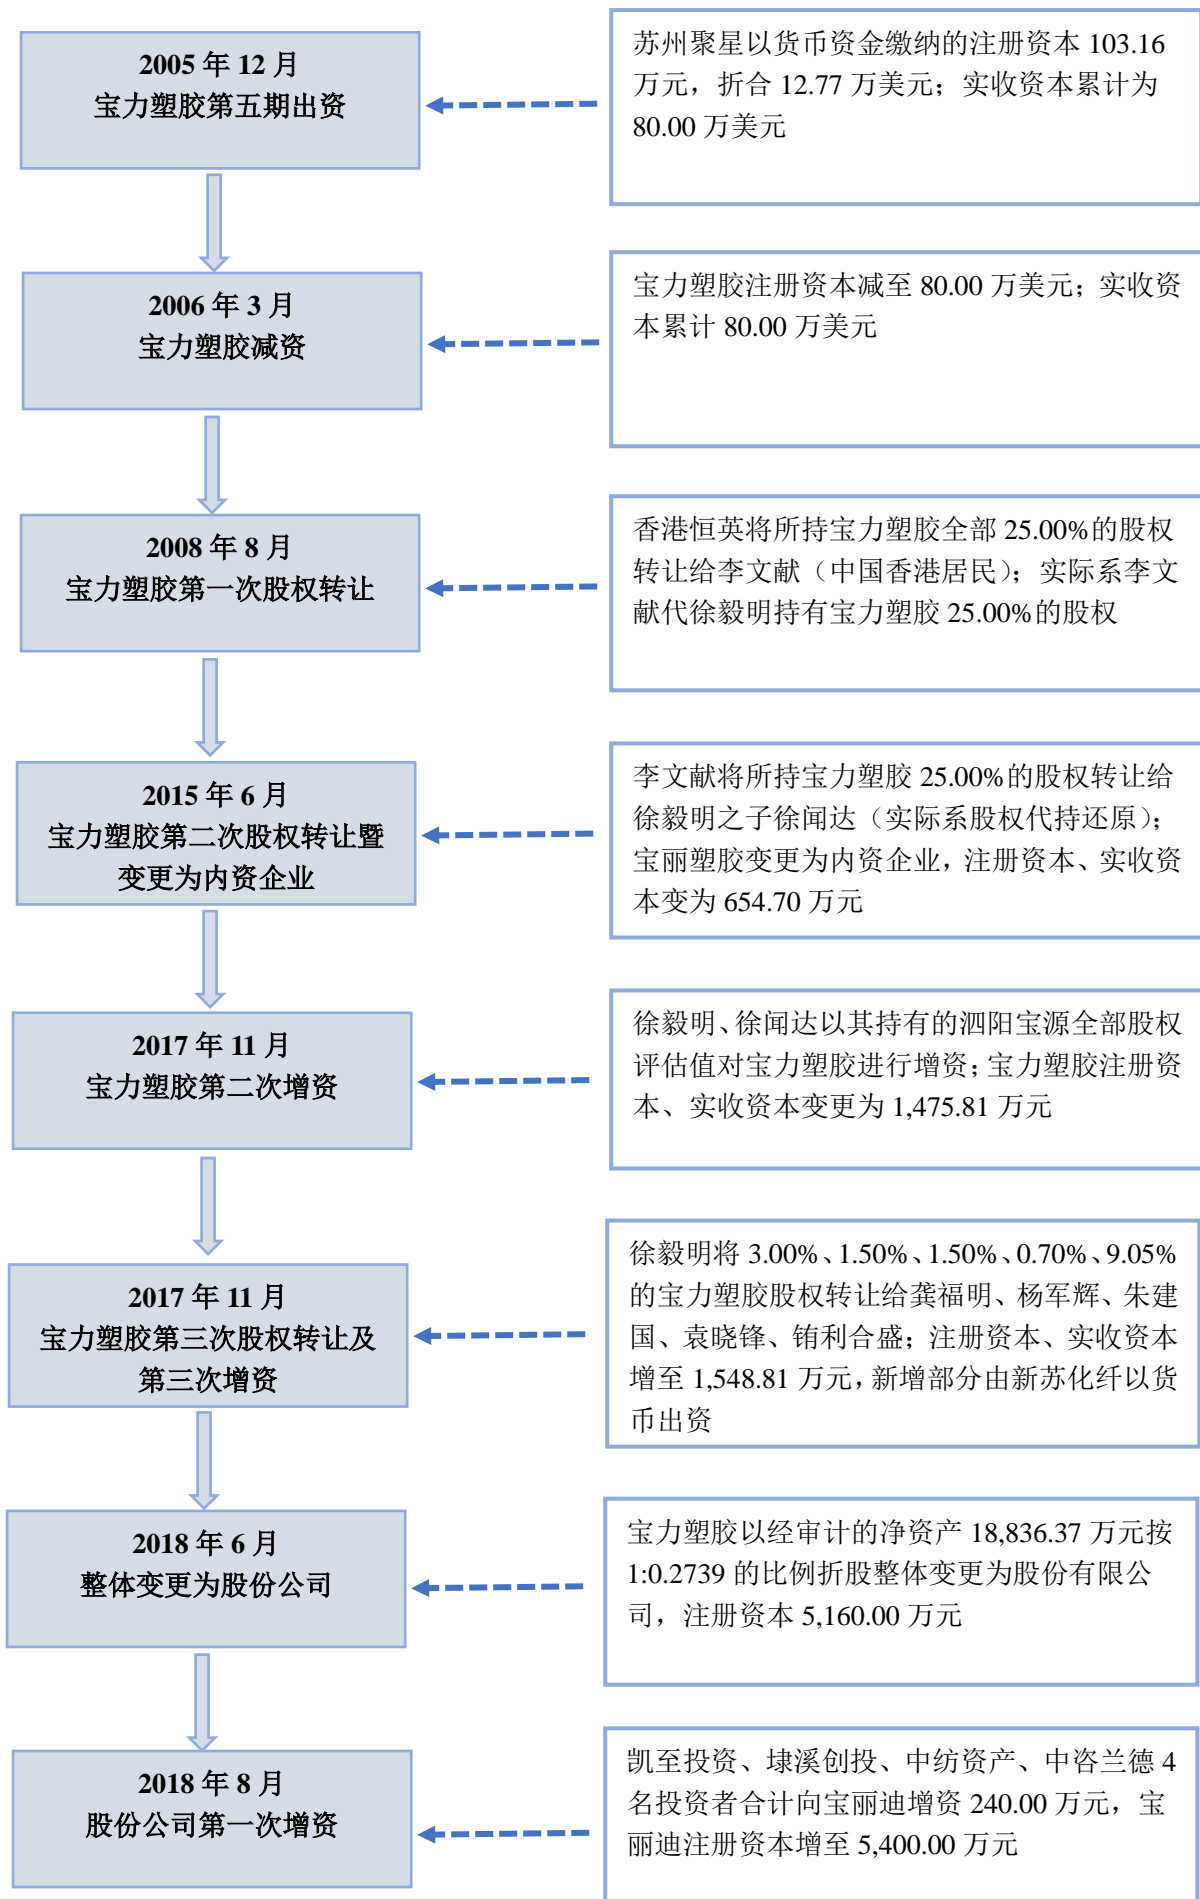 2005 年 12 月
宝力塑胶第五期出资
苏州聚星以货币资金缴纳的注册资本 103.16
万元，折合 12.77 万美元；实收资本累计为
80.00 万美元
2006 年 3 月
宝力塑胶减资
宝力塑胶注册资本减至 80.00 万美元；实收资
本累计 80.00 万美元
2008 年 8 月
宝力塑胶第一次股权转让
香港恒英将所持宝力塑胶全部 25.00%的股权
转让给李文献（中国香港居民）；实际系李文
献代徐毅明持有宝力塑胶 25.00%的股权
2015 年 6 月
宝力塑胶第二次股权转让暨
变更为内资企业
李文献将所持宝力塑胶 25.00%的股权转让给
徐毅明之子徐闻达（实际系股权代持还原）；
宝丽塑胶变更为内资企业，注册资本、实收资
本变为 654.70 万元
2017 年 11 月
宝力塑胶第二次增资
徐毅明、徐闻达以其持有的泗阳宝源全部股权
评估值对宝力塑胶进行增资；宝力塑胶注册资
本、实收资本变更为 1,475.81 万元
2017 年 11 月
宝力塑胶第三次股权转让及
第三次增资
徐毅明将 3.00%、1.50%、1.50%、0.70%、9.05%
的宝力塑胶股权转让给龚福明、杨军辉、朱建
国、袁晓锋、铕利合盛；注册资本、实收资本
增至 1,548.81 万元，新增部分由新苏化纤以货
币出资
2018 年 6 月
整体变更为股份公司
宝力塑胶以经审计的净资产 18,836.37 万元按
1:0.2739 的比例折股整体变更为股份有限公
司，注册资本 5,160.00 万元
2018 年 8 月
股份公司第一次增资
凯至投资、埭溪创投、中纺资产、中咨兰德 4
名投资者合计向宝丽迪增资 240.00 万元，宝
丽迪注册资本增至 5,400.00 万元